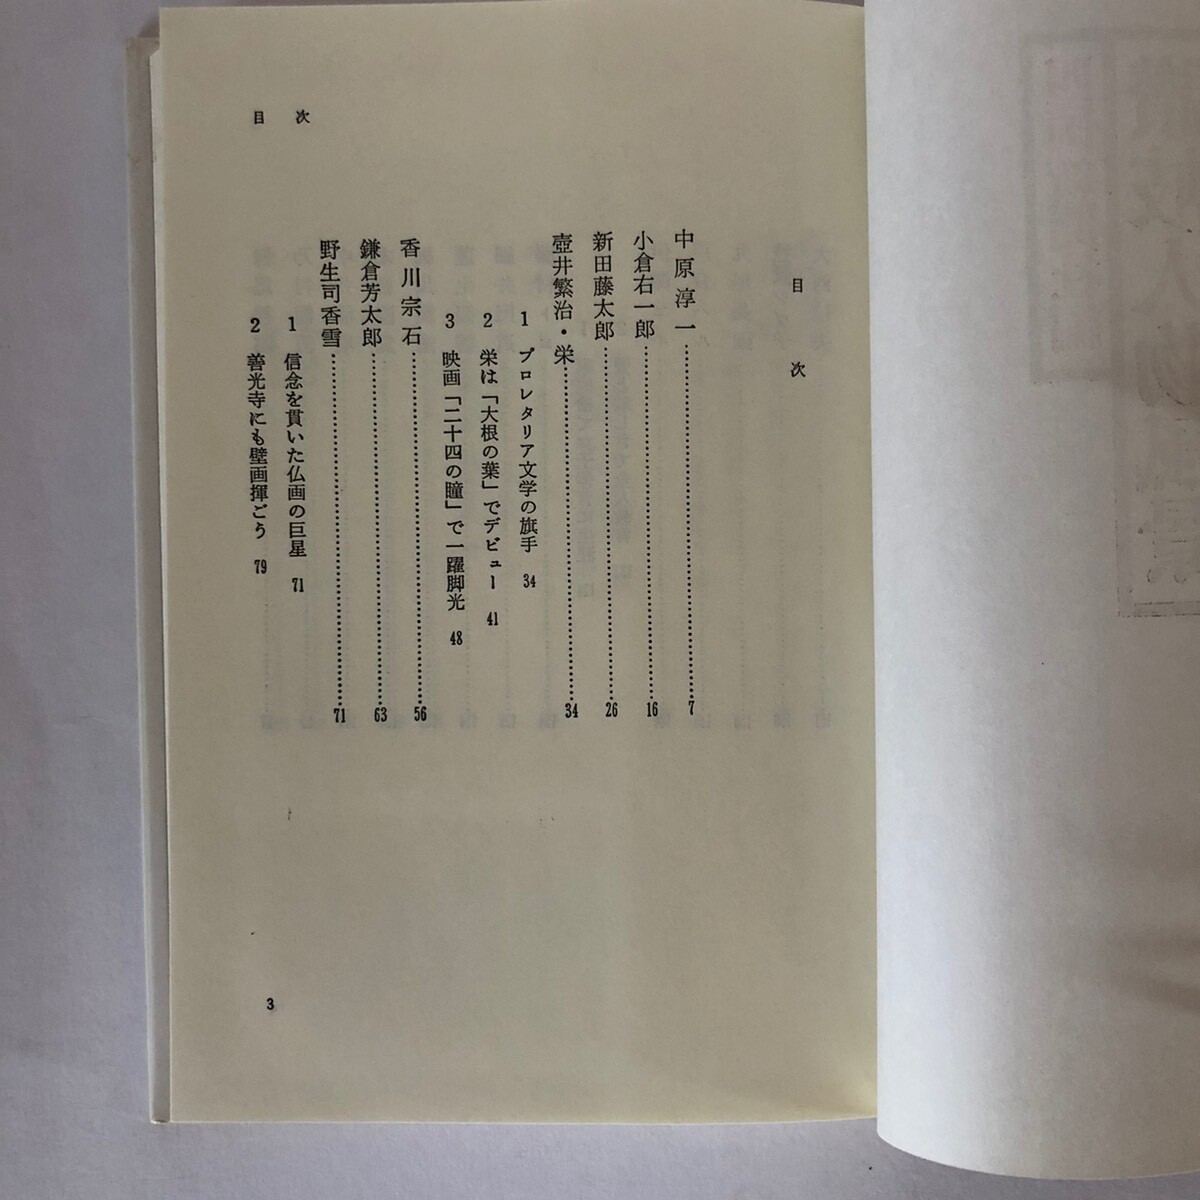 目次
目次
中原淳一……7
小倉右一郎……16
新田藤太郎……26
壺井繁治・栄……34
1 プロレタリア文学の旗手 34
2 栄は「大根の葉」でデビュー 41
3 映画「二十四の瞳」で一躍脚光 48
香川宗石……56
鎌倉芳太郎……63
野生司香雪……71
1 信念を貫いた仏画の巨星 71
2 善光寺にも壁画揮ごう 79
3